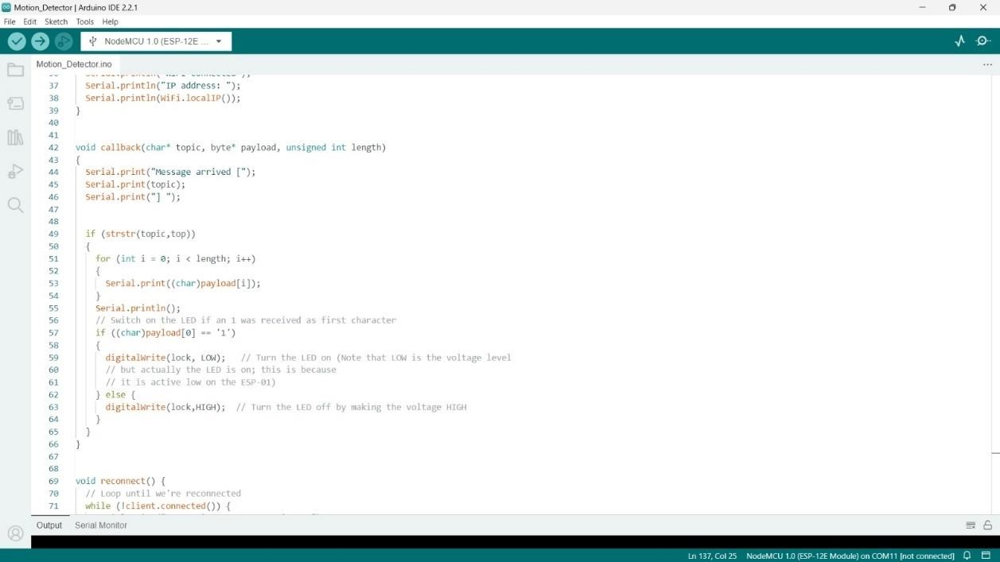 Motion_Detector | Arduino IDE 2.2.1
File Edit Sketch Tools Help
NodeMCU 1.0 (ESP-12E ...
Motion_Detector.ino
37 Serial.println("IP address: ");
38 Serial.println(WiFi.localIP());
39 }
40
41
42 void callback(char* topic, byte* payload, unsigned int length)
43 {
44 Serial.print("Message arrived [");
45 Serial.print(topic);
46 Serial.print("] ");
47
48
49 if (strstr(topic,top))
50 {
51 for (int i = 0; i < length; i++)
52 {
53 Serial.print((char)payload[i]);
54 }
55 Serial.println();
56 // Switch on the LED if an 1 was received as first character
57 if ((char)payload[0] == '1')
58 {
59 digitalWrite(lock, LOW); // Turn the LED on (Note that LOW is the voltage level
60 // but actually the LED is on; this is because
61 // it is active low on the ESP-01)
62 } else {
63 digitalWrite(lock,HIGH); // Turn the LED off by making the voltage HIGH
64 }
65 }
66 }
67
68
69 void reconnect() {
70 // Loop until we're reconnected
71 while (!client.connected()) {
Output Serial Monitor
Ln 137, Col 25 NodeMCU 1.0 (ESP-12E Module) on COM11 [not connected]